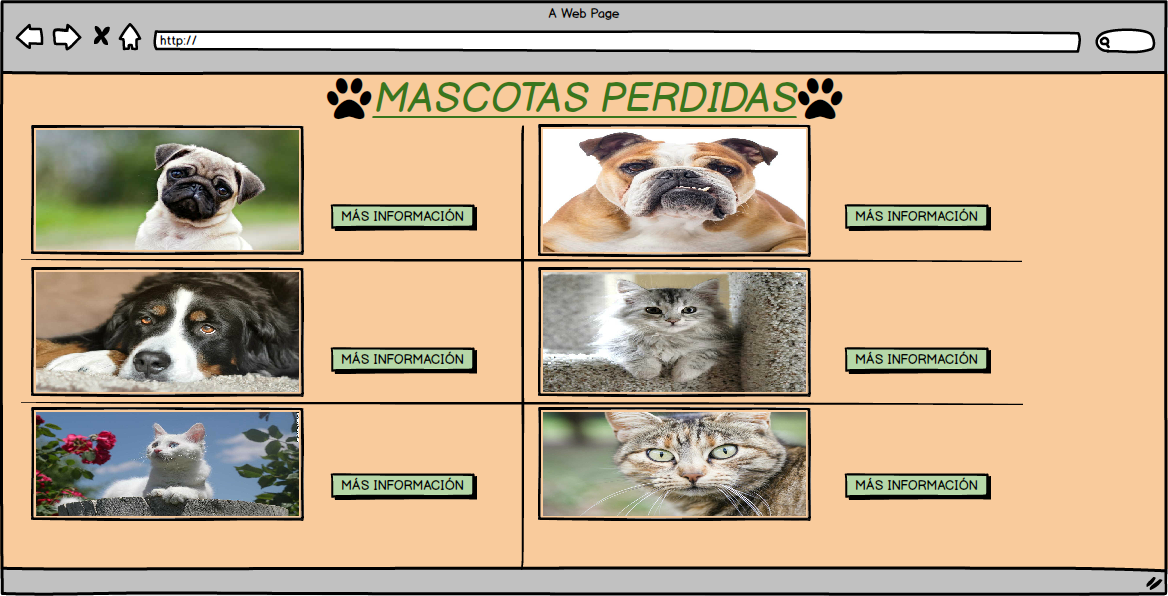 A Web Page
http://
MASCOTAS PERDIDAS
MÁS INFORMACIÓN
MÁS INFORMACIÓN
MÁS INFORMACIÓN
MÁS INFORMACIÓN
MÁS INFORMACIÓN
MÁS INFORMACIÓN